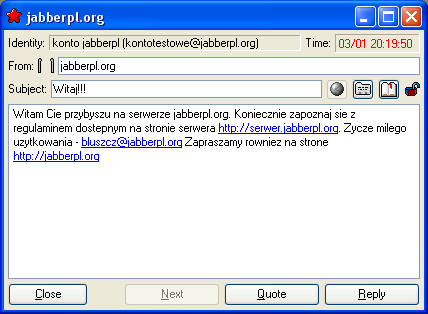 jabberpl.org
Identity: konto jabberpl (kontotestowe@jabberpl.org) Time: 03/01 20:19:50
From: jabberpl.org
Subject: Witaj!!!
Witam Cie przybyszu na serwerze jabberpl.org. Koniecznie zapoznaj sie z
regulaminem dostepnym na stronie serwera http://serwer.jabberpl.org. Zycze milego
uzytkowania - bluszcz@jabberpl.org Zapraszamy rowniez na strone
http://jabberpl.org
Close Next Quote Reply